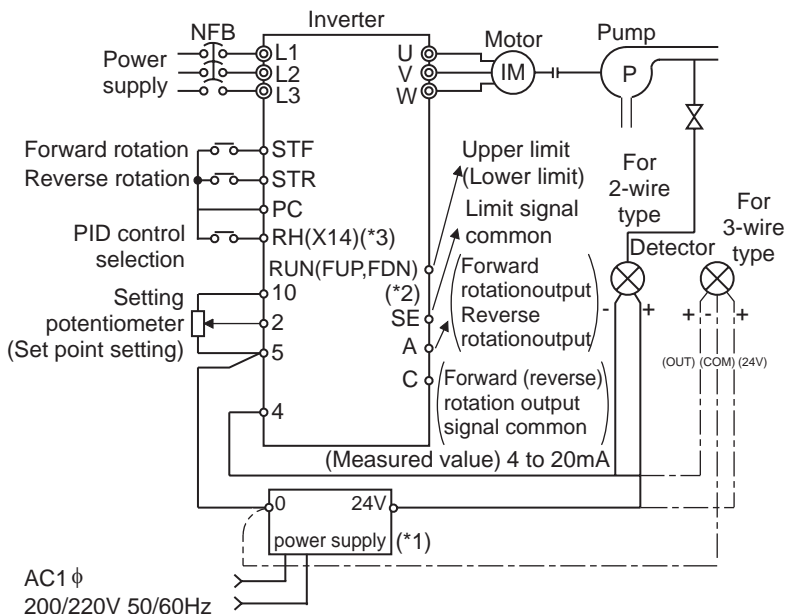 Inverter
NFB
Power
supply
L1
L2
L3
U
V
W
Motor
IM
Pump
P
Forward rotation
STF
Reverse rotation
STR
PC
PID control
selection
RH(X14)(*3)
RUN(FUP,FDN)
(*2)
Setting
potentiometer
(Set point setting)
10
2
5
4
SE
A
C
Upper limit
(Lower limit)
Limit signal
common
(Forward
rotationoutput
Reverse
rotationoutput)
(Forward (reverse)
rotation output
signal common)
For
2-wire
type
Detector
- +
For
3-wire
type
+ - +
(OUT) (COM) (24V)
(Measured value) 4 to 20mA
0 24V
power supply (*1)
AC1ϕ
200/220V 50/60Hz